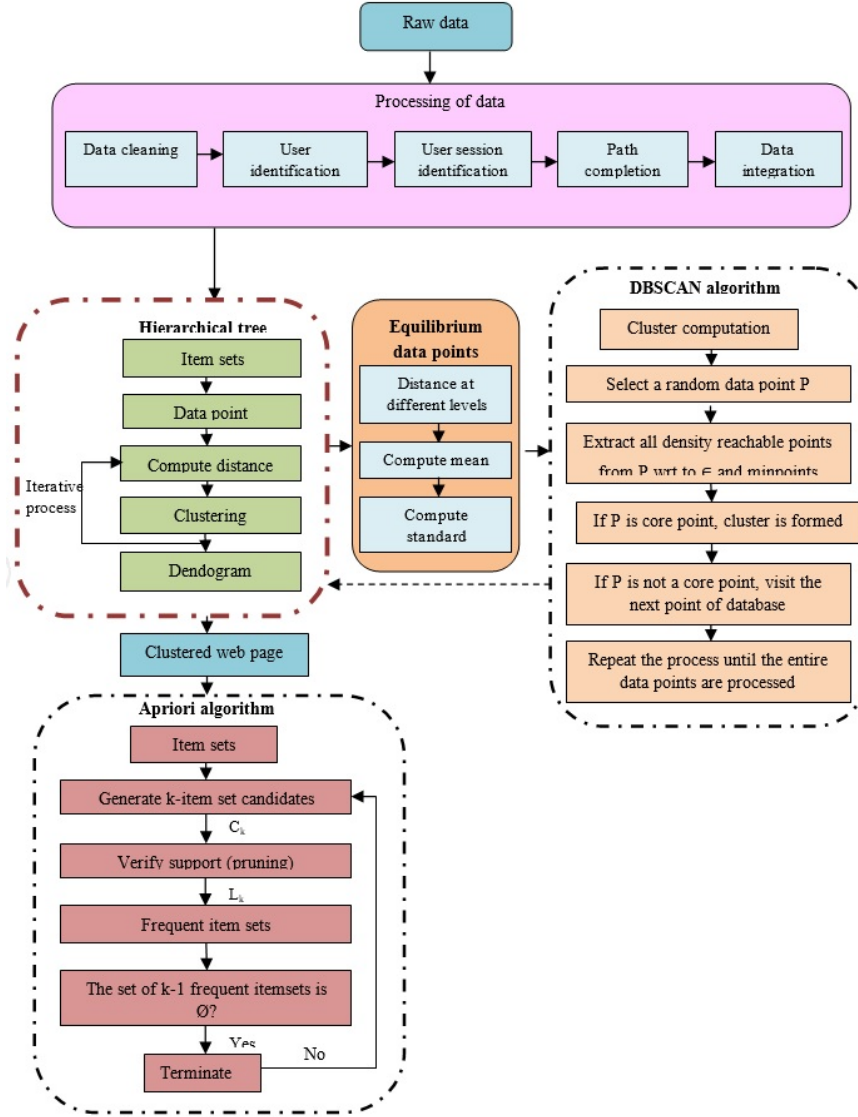 Raw data
Processing of data
Data cleaning
User
identification
User session
identification
Path
completion
Data
integration
Hierarchical tree
Item sets
Data point
Compute distance
Iterative
process
Clustering
Dendogram
Equilibrium
data points
Distance at
different levels
Compute mean
Compute
standard
DBSCAN algorithm
Cluster computation
Select a random data point P
Extract all density reachable points
from P wrt to ∈ and minpoints
If P is core point, cluster is formed
If P is not a core point, visit the
next point of database
Repeat the process until the entire
data points are processed
Clustered web page
Apriori algorithm
Item sets
Generate k-item set candidates
Cₖ
Verify support (pruning)
Lₖ
Frequent item sets
The set of k-1 frequent itemsets is
Ø?
Yes
No
Terminate